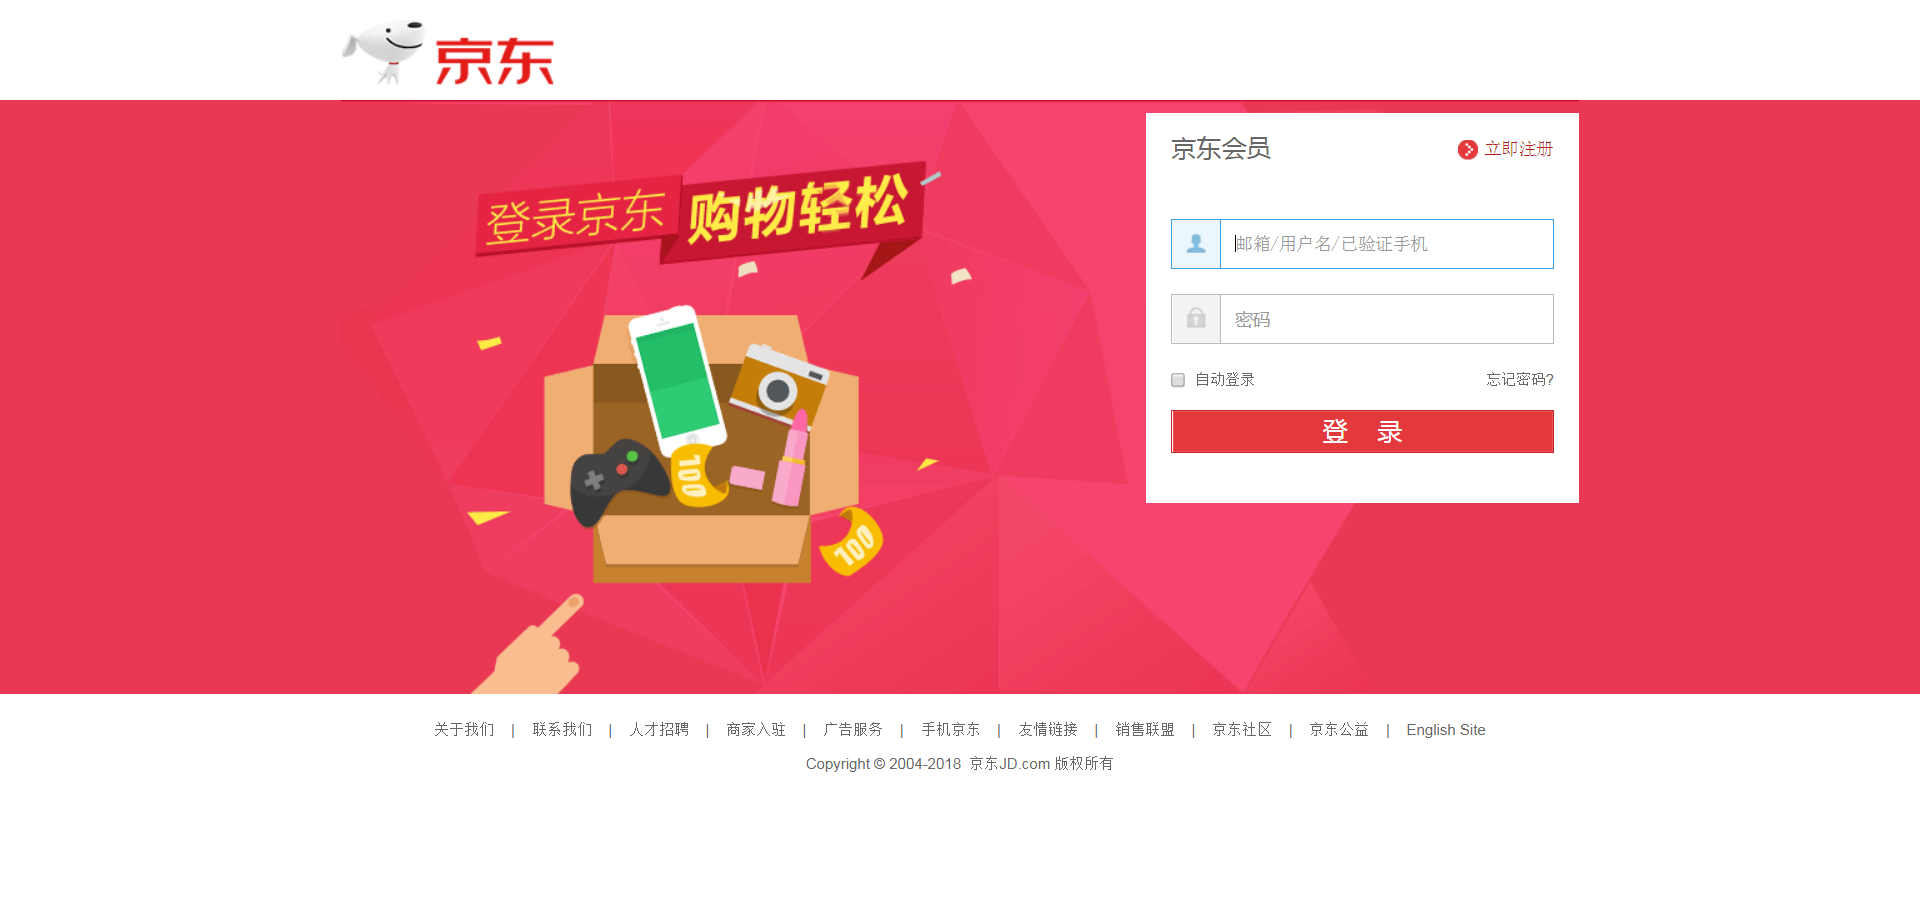 京东
登录京东 购物轻松
100
100
京东会员
立即注册
邮箱/用户名/已验证手机
密码
自动登录
忘记密码?
登 录
关于我们 | 联系我们 | 人才招聘 | 商家入驻 | 广告服务 | 手机京东 | 友情链接 | 销售联盟 | 京东社区 | 京东公益 | English Site
Copyright © 2004-2018 京东JD.com 版权所有